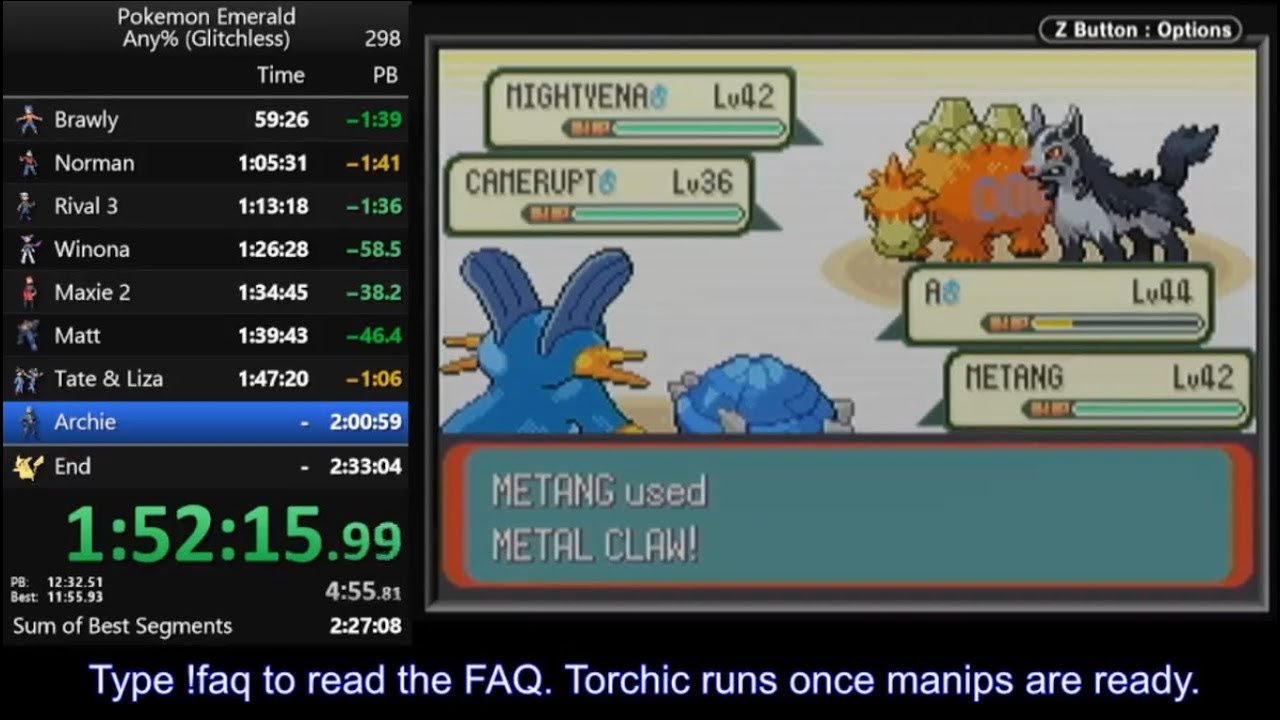 Pokemon Emerald
Any% (Glitchless) 298
Time PB
Brawly 59:26 −1:39
Norman 1:05:31 −1:41
Rival 3 1:13:18 −1:36
Winona 1:26:28 −58.5
Maxie 2 1:34:45 −38.2
Matt 1:39:43 −46.4
Tate & Liza 1:47:20 −1:06
Archie - 2:00:59
End - 2:33:04
1:52:15.99
PB: 12:32.51
Best: 11:55.93
4:55.81
Sum of Best Segments 2:27:08
Z Button : Options
MIGHTYENA♂ Lv42
HP
CAMERUPT♂ Lv36
HP
A♂ Lv44
HP
METANG Lv42
HP
METANG used
METAL CLAW!
Type !faq to read the FAQ. Torchic runs once manips are ready.